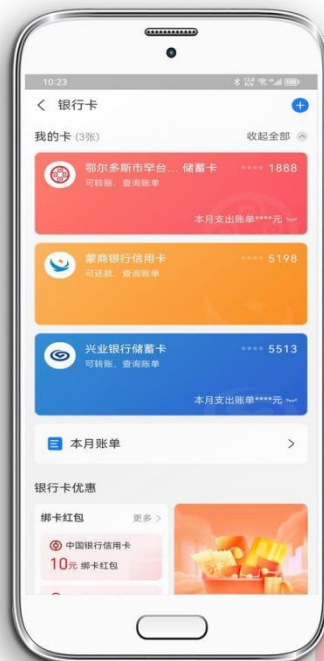 10:23
银行卡
我的卡 (3张) 收起全部
鄂尔多斯市罕台... 储蓄卡 **** 1888
可转账、查询账单
本月支出账单****元
蒙商银行信用卡 **** 5198
可还款、查询账单
兴业银行储蓄卡 **** 5513
可转账、查询账单
本月支出账单****元
本月账单
银行卡优惠
绑卡红包 更多 >
中国银行信用卡
10元 绑卡红包